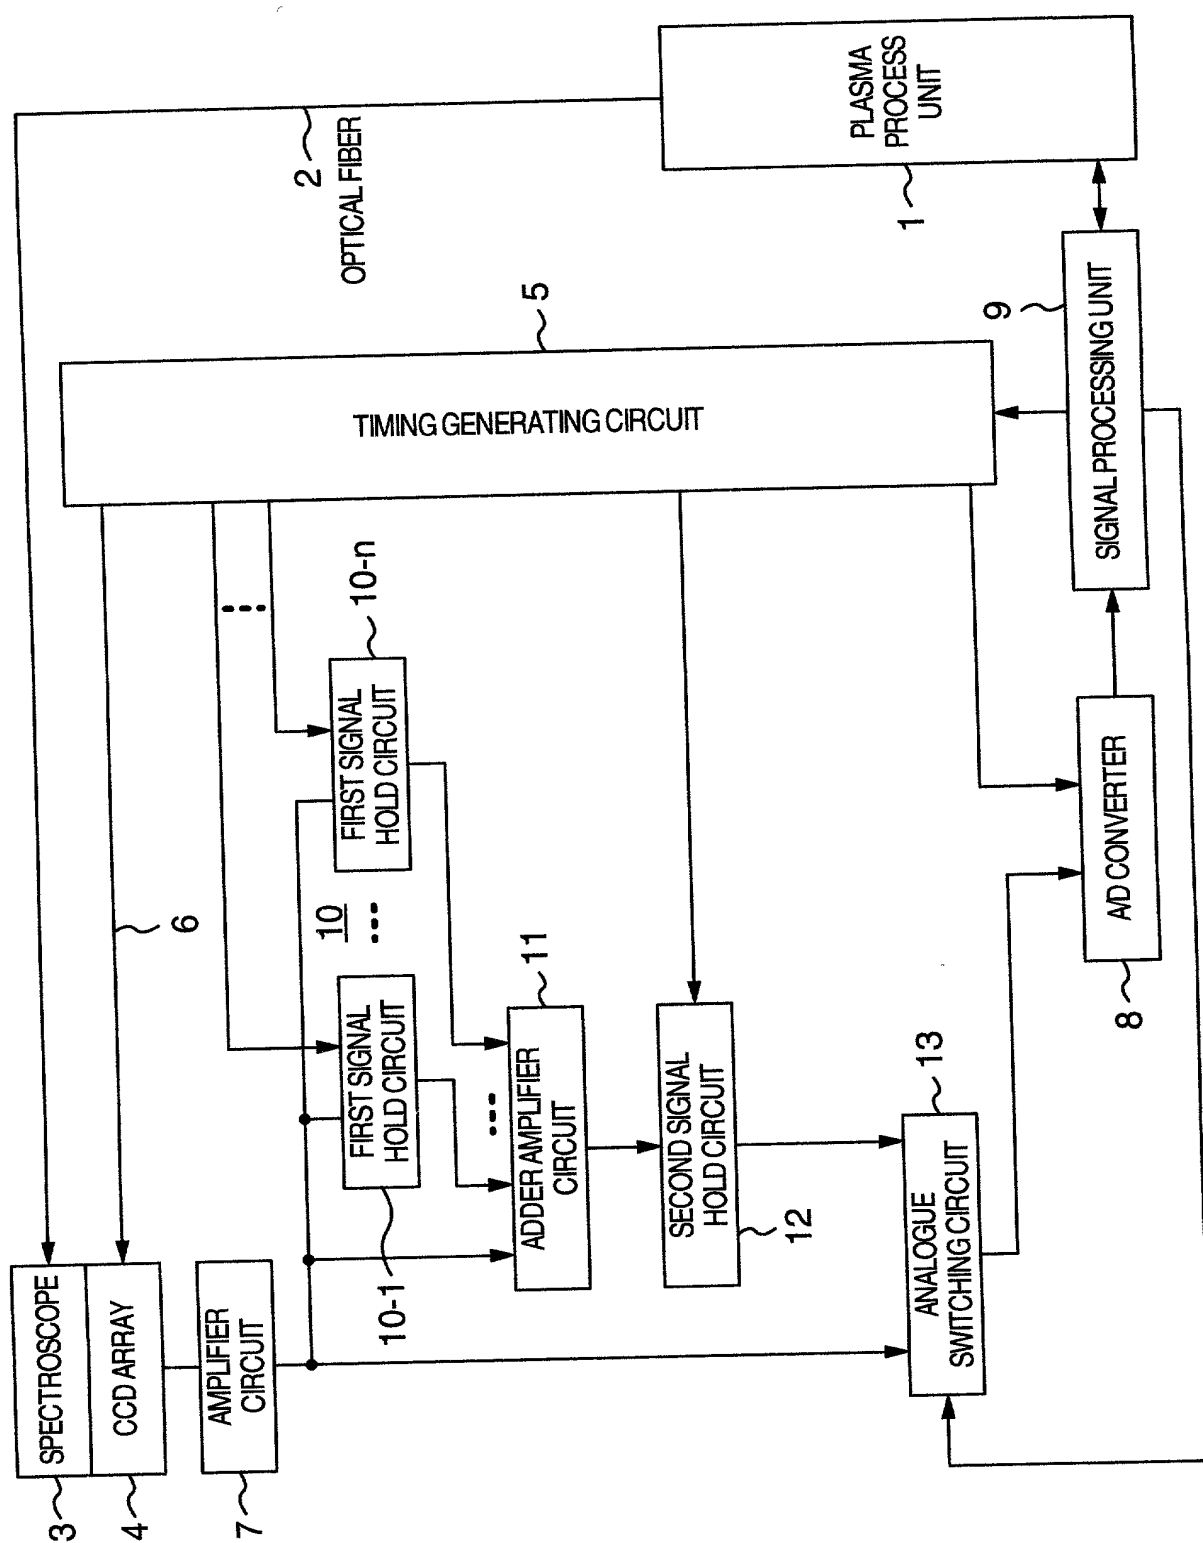 3
SPECTROSCOPE
4
CCD ARRAY
7
AMPLIFIER
CIRCUIT
6
2
OPTICAL FIBER
5
TIMING GENERATING CIRCUIT
PLASMA
PROCESS
UNIT
1
10
10-1
FIRST SIGNAL
HOLD CIRCUIT
10-n
FIRST SIGNAL
HOLD CIRCUIT
11
ADDER AMPLIFIER
CIRCUIT
SECOND SIGNAL
HOLD CIRCUIT
12
13
ANALOGUE
SWITCHING CIRCUIT
A/D CONVERTER
8
9
SIGNAL PROCESSING UNIT